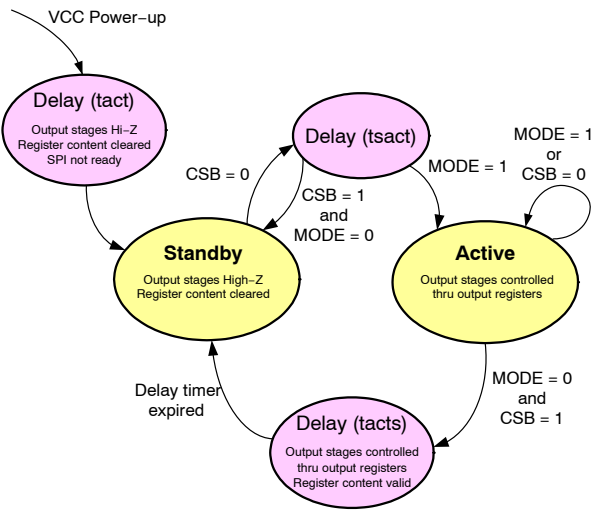 VCC Power−up
Delay (tact)
Output stages Hi−Z
Register content cleared
SPI not ready
Delay (tsact)
CSB = 0
CSB = 1
and
MODE = 0
MODE = 1
MODE = 1
or
CSB = 0
Standby
Output stages High−Z
Register content cleared
Active
Output stages controlled
thru output registers
Delay timer
expired
MODE = 0
and
CSB = 1
Delay (tacts)
Output stages controlled
thru output registers
Register content valid